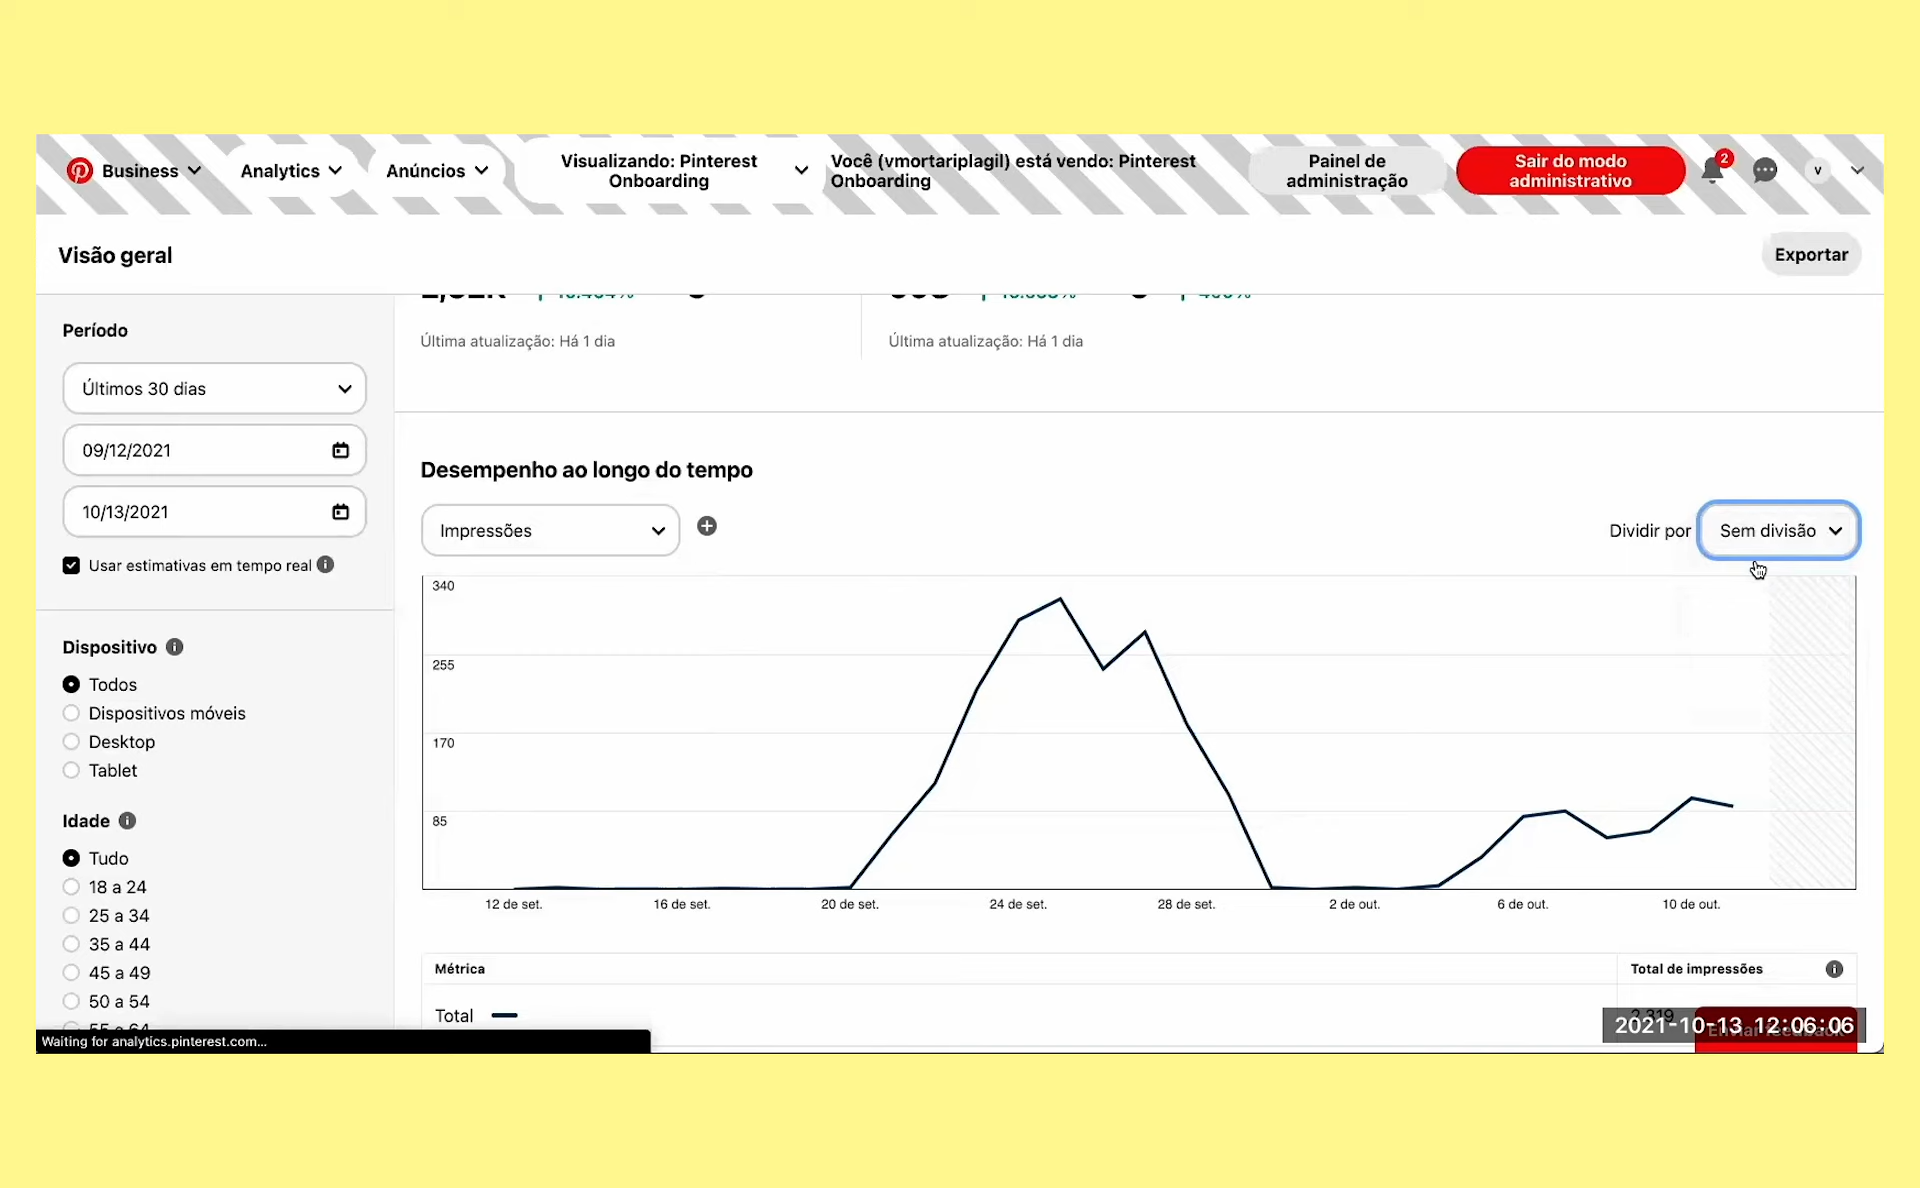 Business
Analytics
Anúncios
Visualizando: Pinterest
Onboarding
Você (vmortariplagil) está vendo: Pinterest
Onboarding
Painel de
administração
Sair do modo
administrativo
2
v
Visão geral
Exportar
Período
Últimos 30 dias
09/12/2021
10/13/2021
Usar estimativas em tempo real
Dispositivo
Todos
Dispositivos móveis
Desktop
Tablet
Idade
Tudo
18 a 24
25 a 34
35 a 44
45 a 49
50 a 54
55 a 64
Waiting for analytics.pinterest.com...
Última atualização: Há 1 dia
Última atualização: Há 1 dia
Desempenho ao longo do tempo
Impressões
Dividir por
Sem divisão
340
255
170
85
12 de set.
16 de set.
20 de set.
24 de set.
28 de set.
2 de out.
6 de out.
10 de out.
Métrica
Total de impressões
Total
2.319
2021-10-13 12:06:06